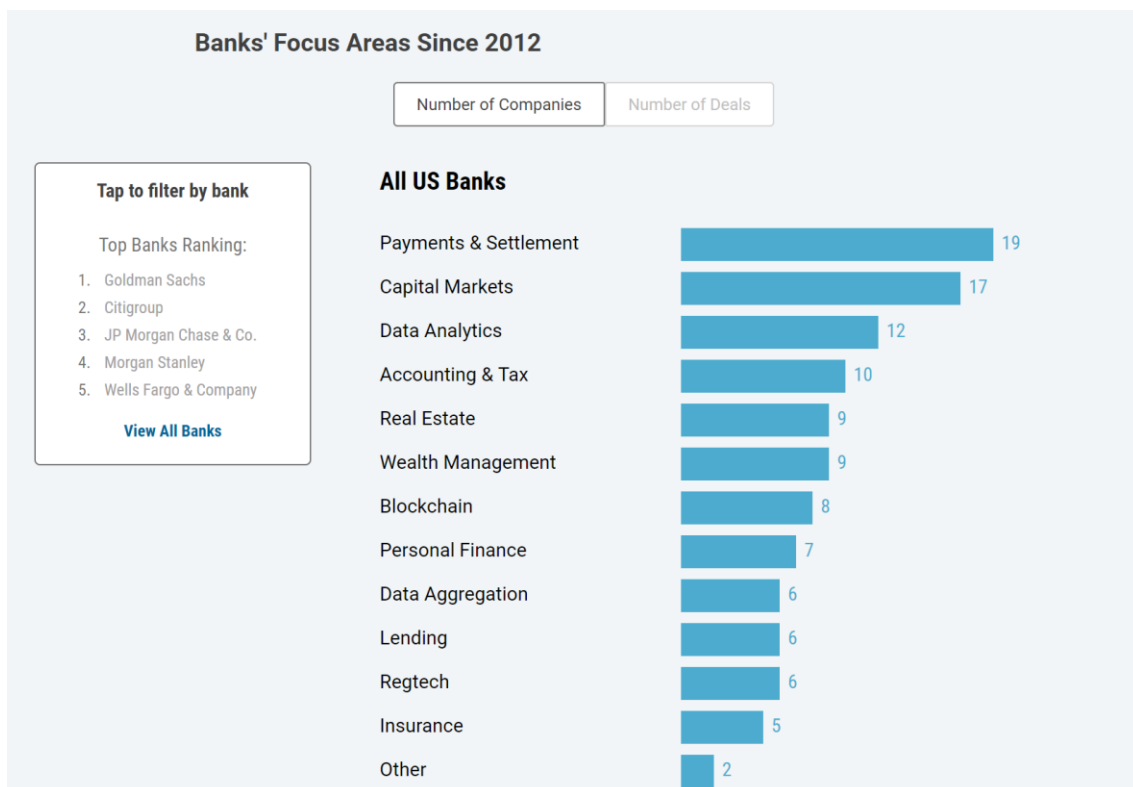 Banks' Focus Areas Since 2012
Number of Companies
Number of Deals
Tap to filter by bank
Top Banks Ranking:
1. Goldman Sachs
2. Citigroup
3. JP Morgan Chase & Co.
4. Morgan Stanley
5. Wells Fargo & Company
View All Banks
All US Banks
Payments & Settlement 19
Capital Markets 17
Data Analytics 12
Accounting & Tax 10
Real Estate 9
Wealth Management 9
Blockchain 8
Personal Finance 7
Data Aggregation 6
Lending 6
Regtech 6
Insurance 5
Other 2